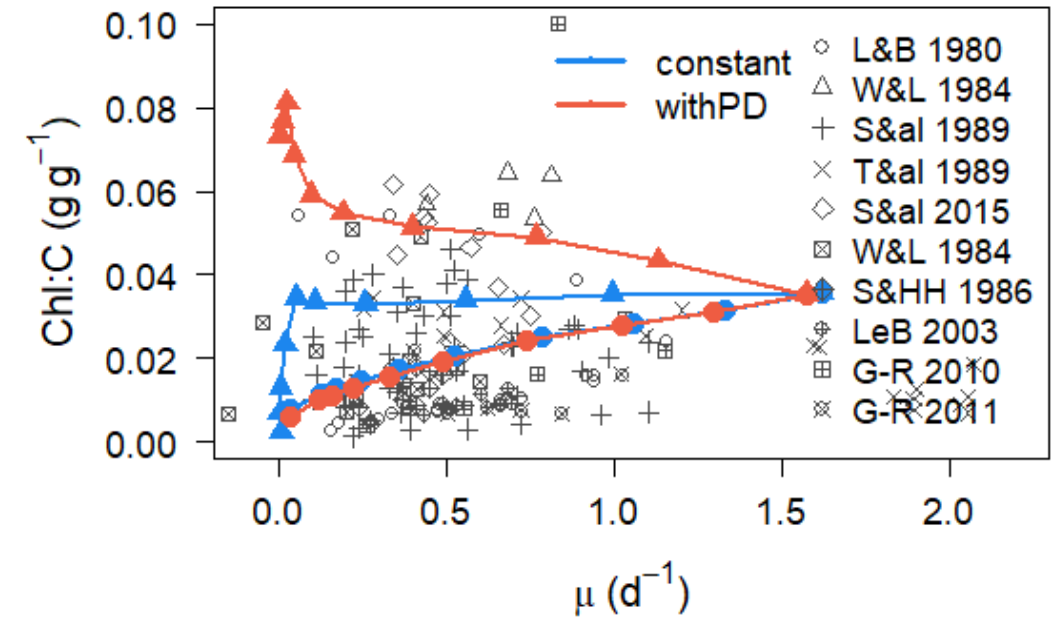 0.10
0.08
0.06
0.04
0.02
0.00
Chl:C (g g⁻¹)
constant
withPD
L&B 1980
W&L 1984
S&al 1989
T&al 1989
S&al 2015
W&L 1984
S&HH 1986
LeB 2003
G-R 2010
G-R 2011
0.0 0.5 1.0 1.5 2.0
μ (d⁻¹)